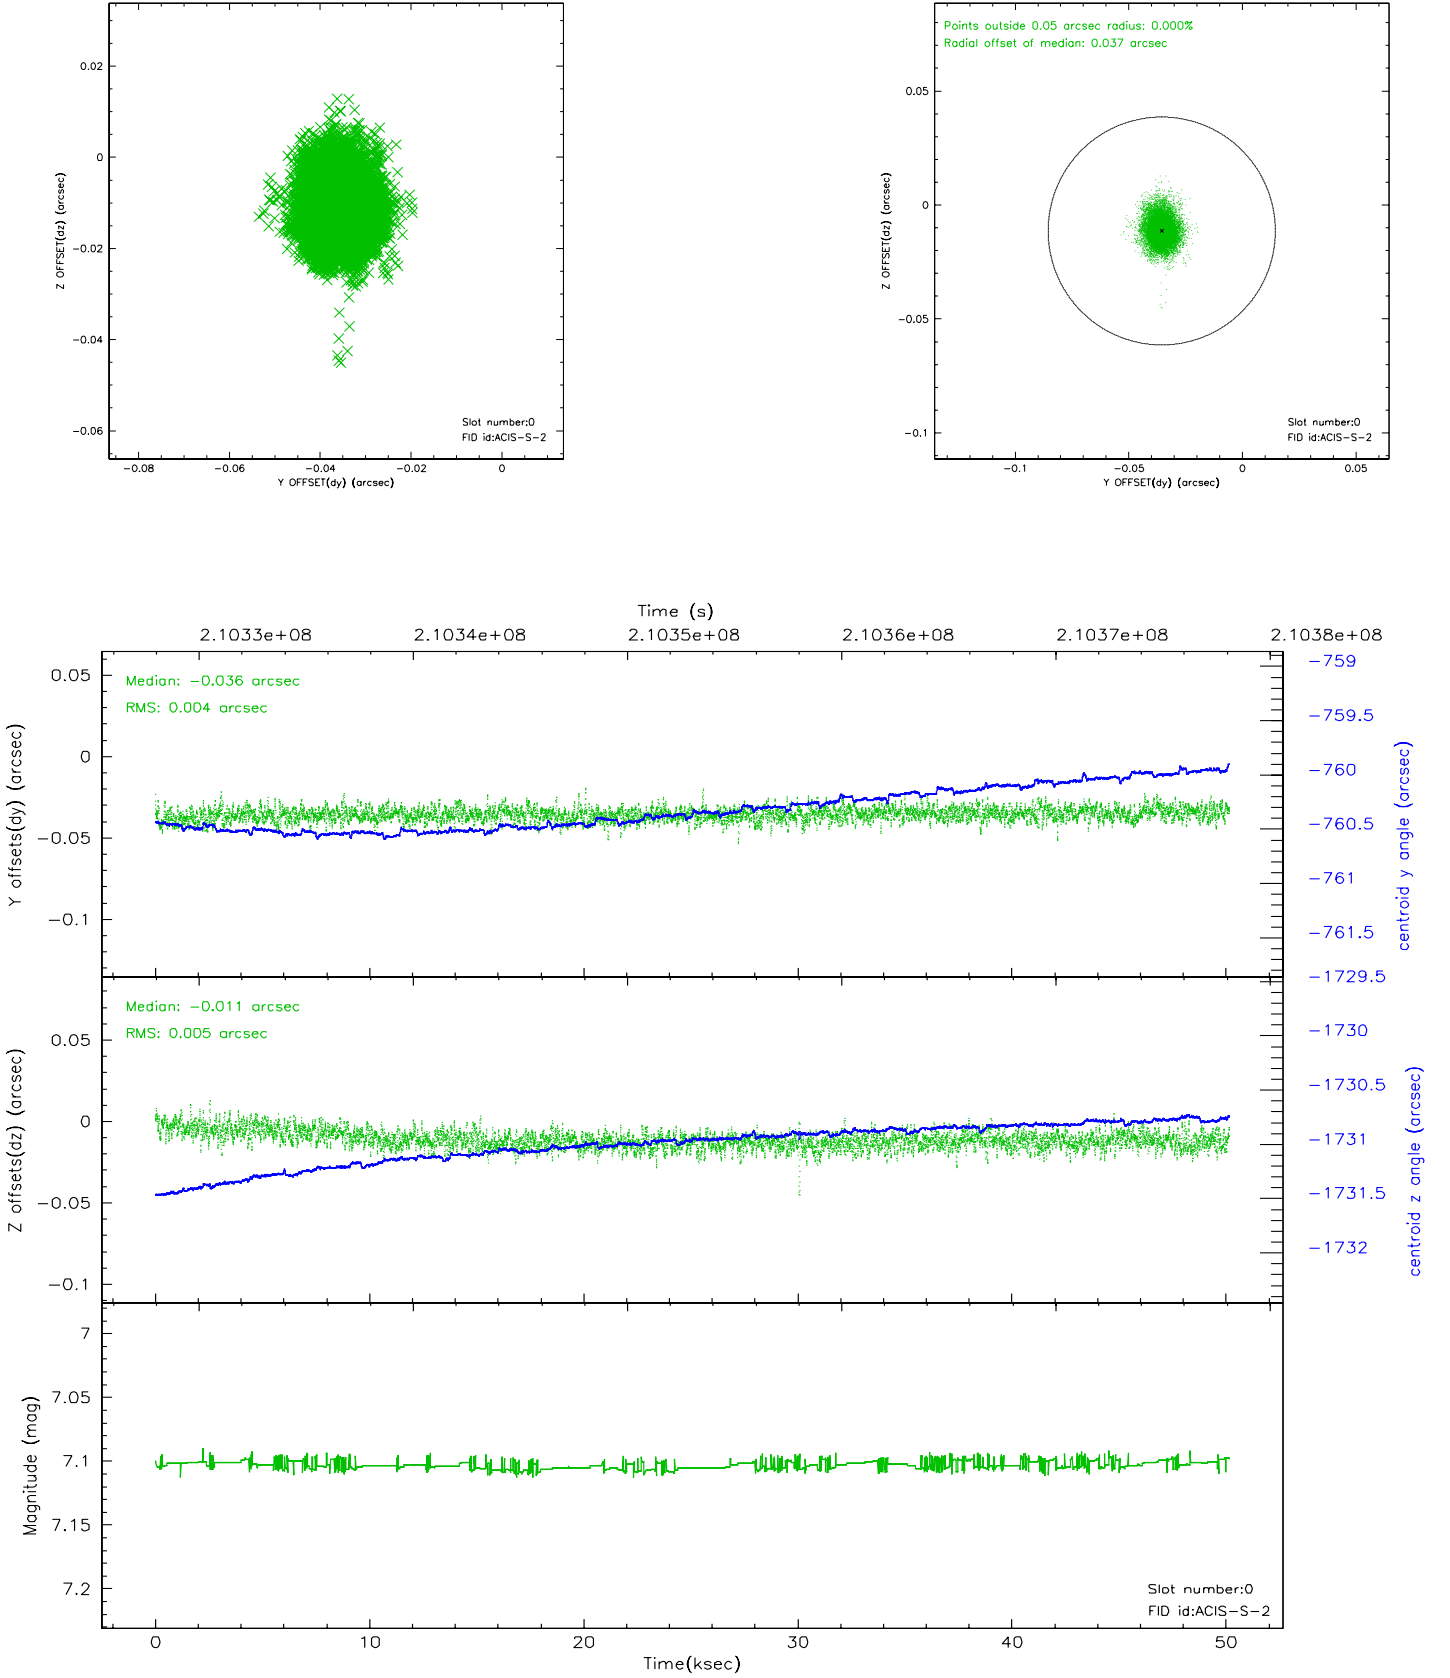 0.02
0
−0.02
−0.04
−0.06
Z OFFSET(dz) (arcsec)
Slot number:0
FID id:ACIS−S−2
−0.08
−0.06
−0.04
−0.02
0
Y OFFSET(dy) (arcsec)
Points outside 0.05 arcsec radius: 0.000%
Radial offset of median: 0.037 arcsec
0.05
0
−0.05
−0.1
Z OFFSET(dz) (arcsec)
Slot number:0
FID id:ACIS−S−2
−0.1
−0.05
0
0.05
Y OFFSET(dy) (arcsec)
Time (s)
2.1033e+08
2.1034e+08
2.1035e+08
2.1036e+08
2.1037e+08
2.1038e+08
Median: −0.036 arcsec
RMS: 0.004 arcsec
0.05
0
−0.05
−0.1
Y offsets(dy) (arcsec)
−759
−759.5
−760
−760.5
−761
−761.5
centroid y angle (arcsec)
Median: −0.011 arcsec
RMS: 0.005 arcsec
0.05
0
−0.05
−0.1
Z offsets(dz) (arcsec)
−1729.5
−1730
−1730.5
−1731
−1731.5
−1732
centroid z angle (arcsec)
7
7.05
7.1
7.15
7.2
Magnitude (mag)
Slot number:0
FID id:ACIS−S−2
0
10
20
30
40
50
Time(ksec)